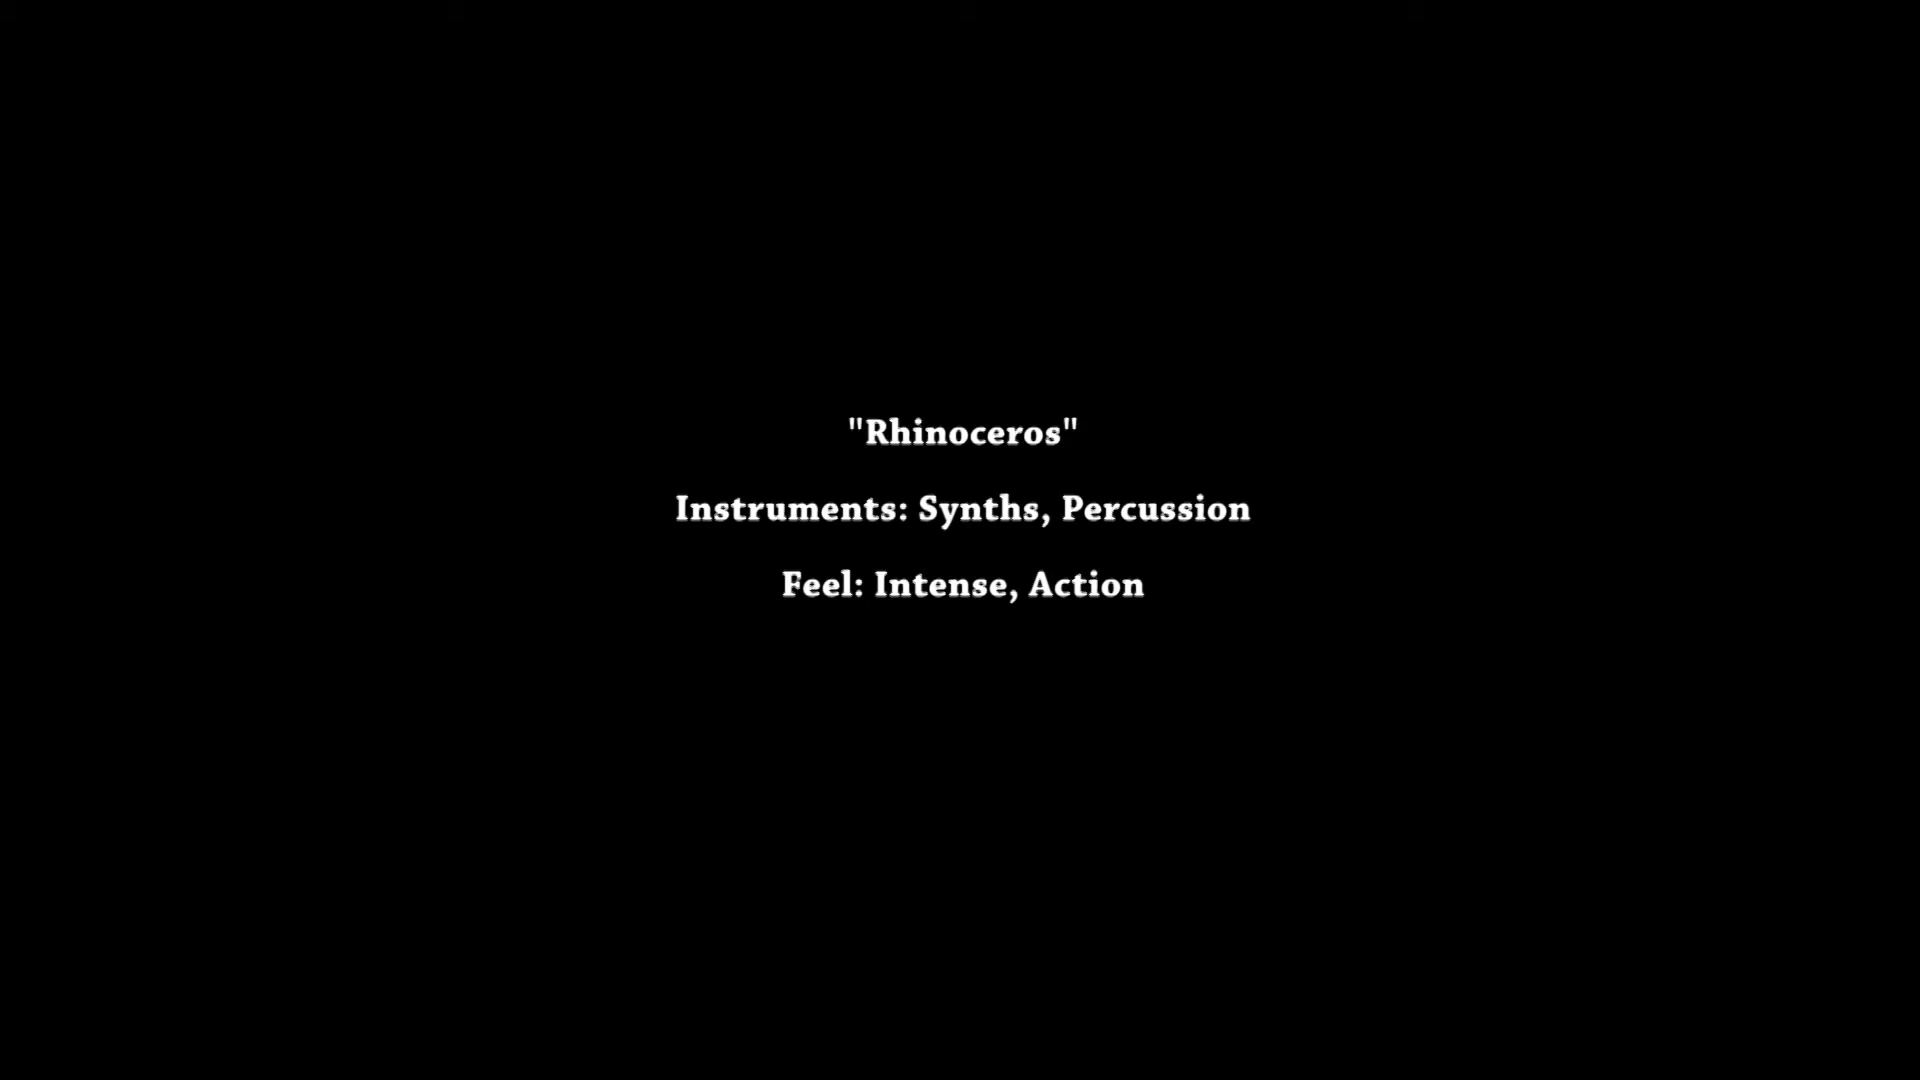 "Rhinoceros"
Instruments: Synths, Percussion
Feel: Intense, Action